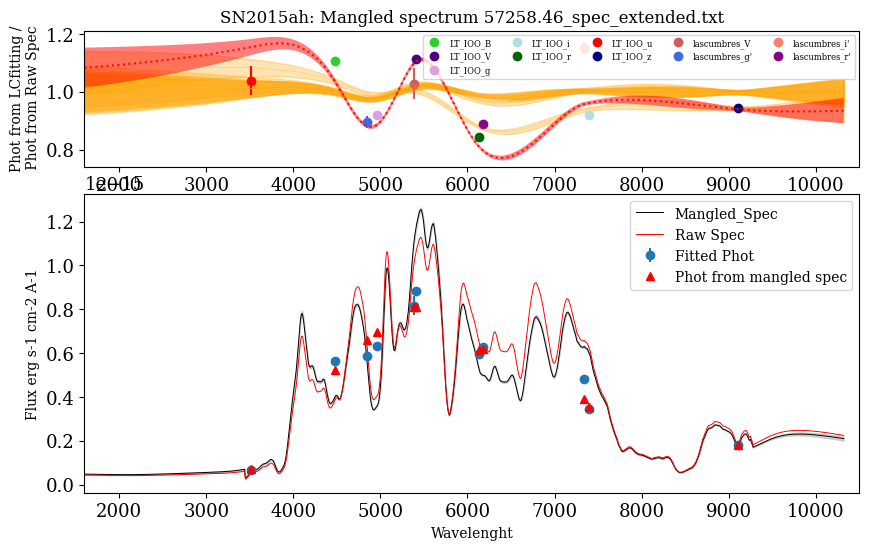 SN2015ah: Mangled spectrum 57258.46_spec_extended.txt
Phot from LCfitting /
Phot from Raw Spec
1.2
1.0
0.8
LT_IOO_B LT_IOO_i LT_IOO_u lascumbres_V lascumbres_i'
LT_IOO_V LT_IOO_r LT_IOO_z lascumbres_g' lascumbres_r'
LT_IOO_g
2000 3000 4000 5000 6000 7000 8000 9000 10000
1e−15
Flux erg s-1 cm-2 A-1
1.2
1.0
0.8
0.6
0.4
0.2
0.0
Mangled_Spec
Raw Spec
Fitted Phot
Phot from mangled spec
2000 3000 4000 5000 6000 7000 8000 9000 10000
Wavelenght